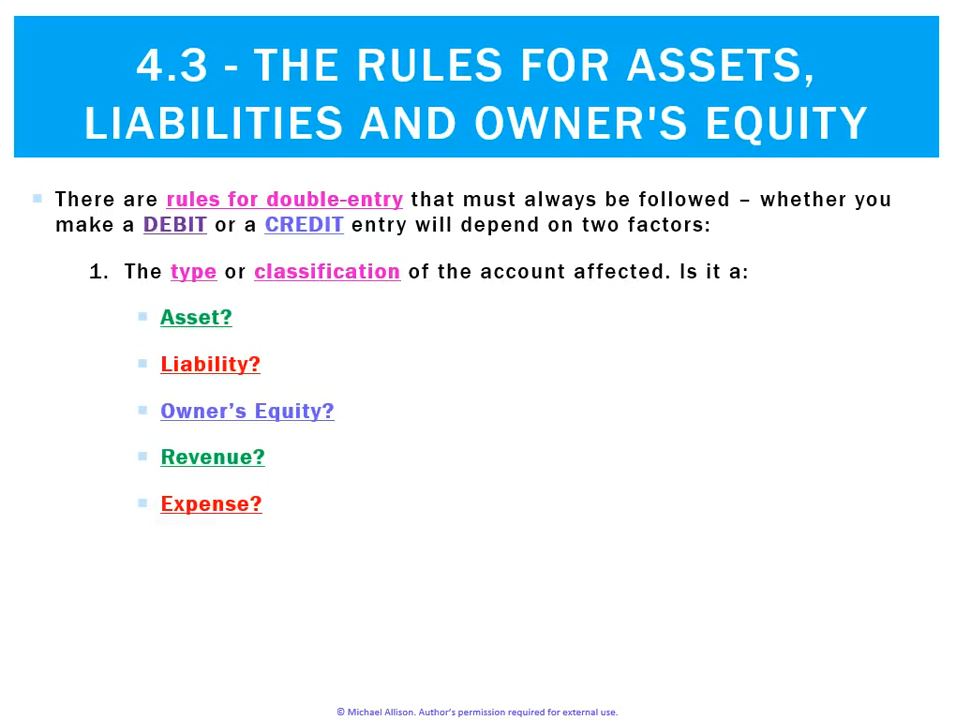 4.3 - THE RULES FOR ASSETS,
LIABILITIES AND OWNER'S EQUITY
There are rules for double-entry that must always be followed – whether you
make a DEBIT or a CREDIT entry will depend on two factors:
1. The type or classification of the account affected. Is it a:
Asset?
Liability?
Owner’s Equity?
Revenue?
Expense?
© Michael Allison. Author’s permission required for external use.